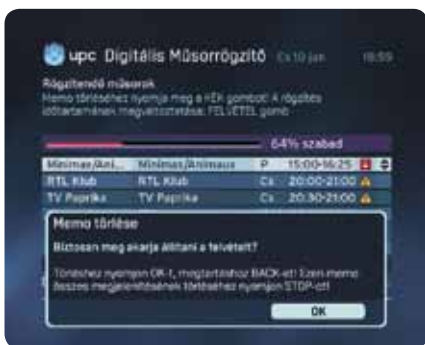 upc Digitális Műsorrögzítő Cs 10 jan 18:59
Rögzítendő műsorok
Memo törléséhez nyomja meg a KÉK gombot! A rögzítés
időtartamának megváltoztatása: FELVÉTEL gomb
64% szabad
Minimax/Ani... Minimax/Animaux P 15:00-16:25
RTL Klub RTL Klub Cs 20:00-21:00
TV Paprika TV Paprika Cs 20:30-21:00
Memo törlése
Biztosan meg akarja állítani a felvételt?
Törléshez nyomjon OK-t, megtartáshoz BACK-et! Ezen memo
összes megjelenítésének törléséhez nyomjon STOP-ot!
OK